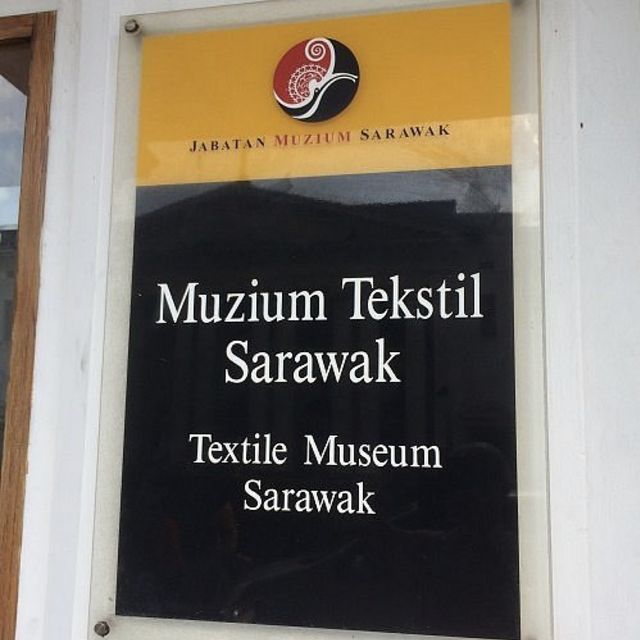 JABATAN MUZIUM SARAWAK
Muzium Tekstil
Sarawak
Textile Museum
Sarawak